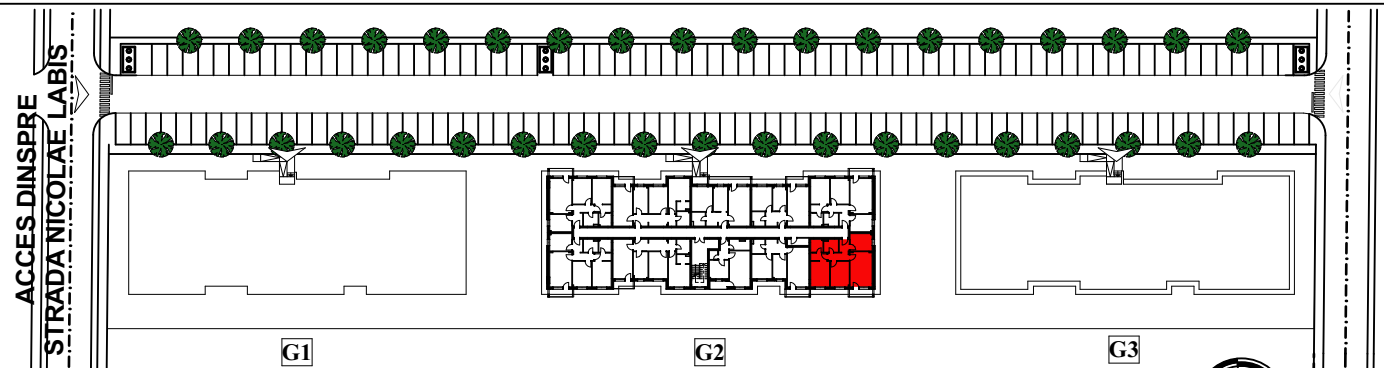 ACCES DINSPRE
STRADA NICOLAE LABIS
G1
G2
G3